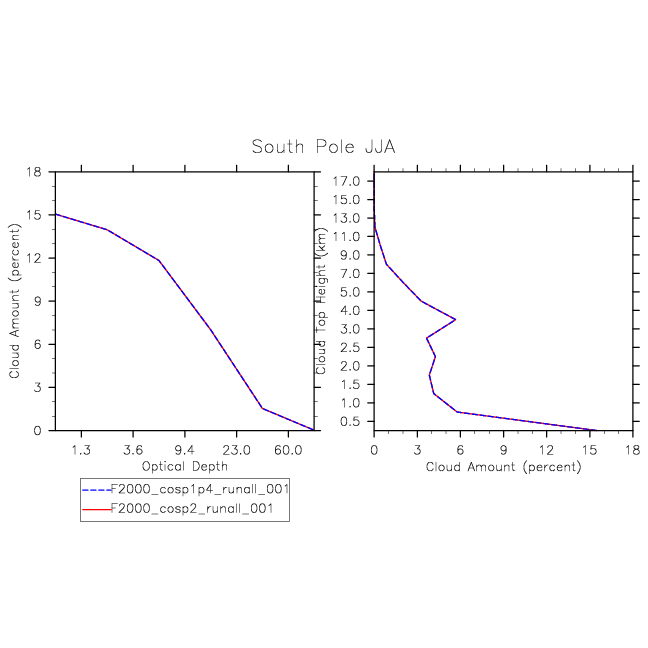 South Pole JJA
Cloud Amount (percent)
18
15
12
9
6
3
0
1.3 3.6 9.4 23.0 60.0
Optical Depth
Cloud Top Height (km)
17.0
15.0
13.0
11.0
9.0
7.0
5.0
4.0
3.0
2.5
2.0
1.5
1.0
0.5
0 3 6 9 12 15 18
Cloud Amount (percent)
F2000_cosp1p4_runall_001
F2000_cosp2_runall_001